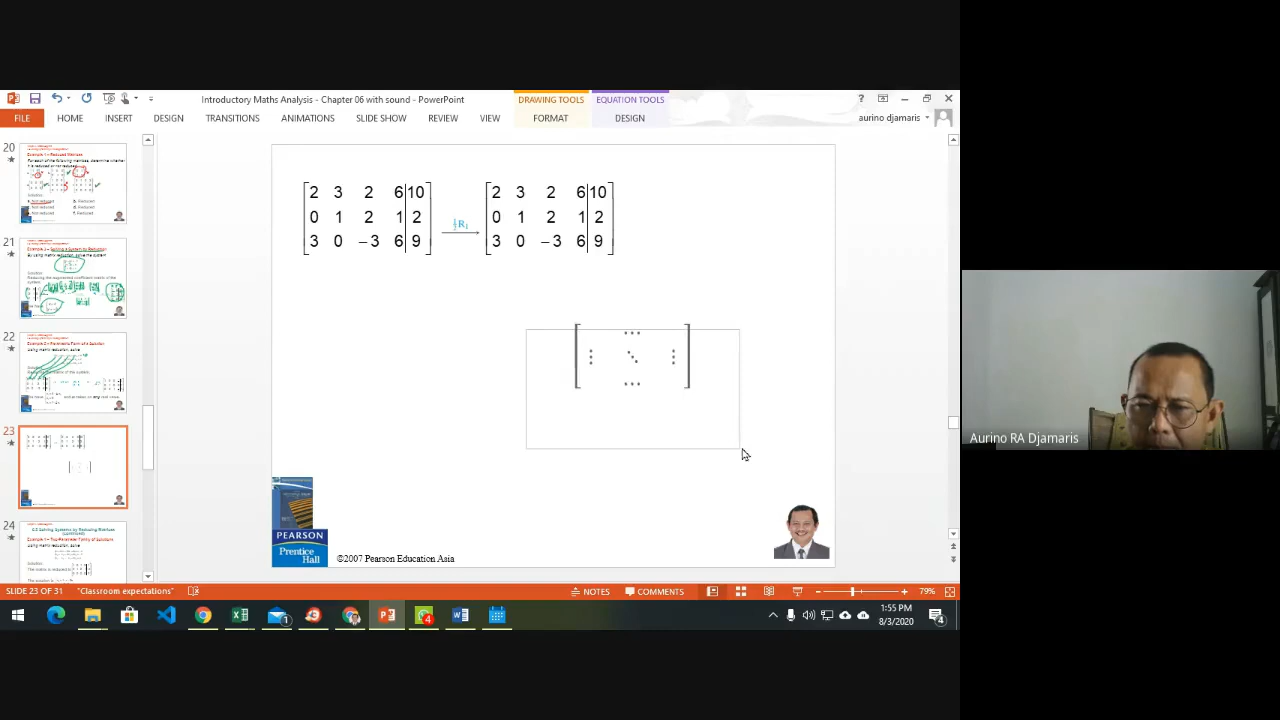 Introductory Maths Analysis - Chapter 06 with sound - PowerPoint
DRAWING TOOLS
EQUATION TOOLS
?
FILE
HOME
INSERT
DESIGN
TRANSITIONS
ANIMATIONS
SLIDE SHOW
REVIEW
VIEW
FORMAT
DESIGN
aurino djamaris
20
21
22
23
24
2 3 2 6 10
0 1 2 1 2
3 0 −3 6 9
½R₁
2 3 2 6 10
0 1 2 1 2
3 0 −3 6 9
PEARSON
Prentice
Hall
©2007 Pearson Education Asia
Aurino RA Djamaris
SLIDE 23 OF 31
"Classroom expectations"
NOTES
COMMENTS
79%
1:55 PM
8/3/2020